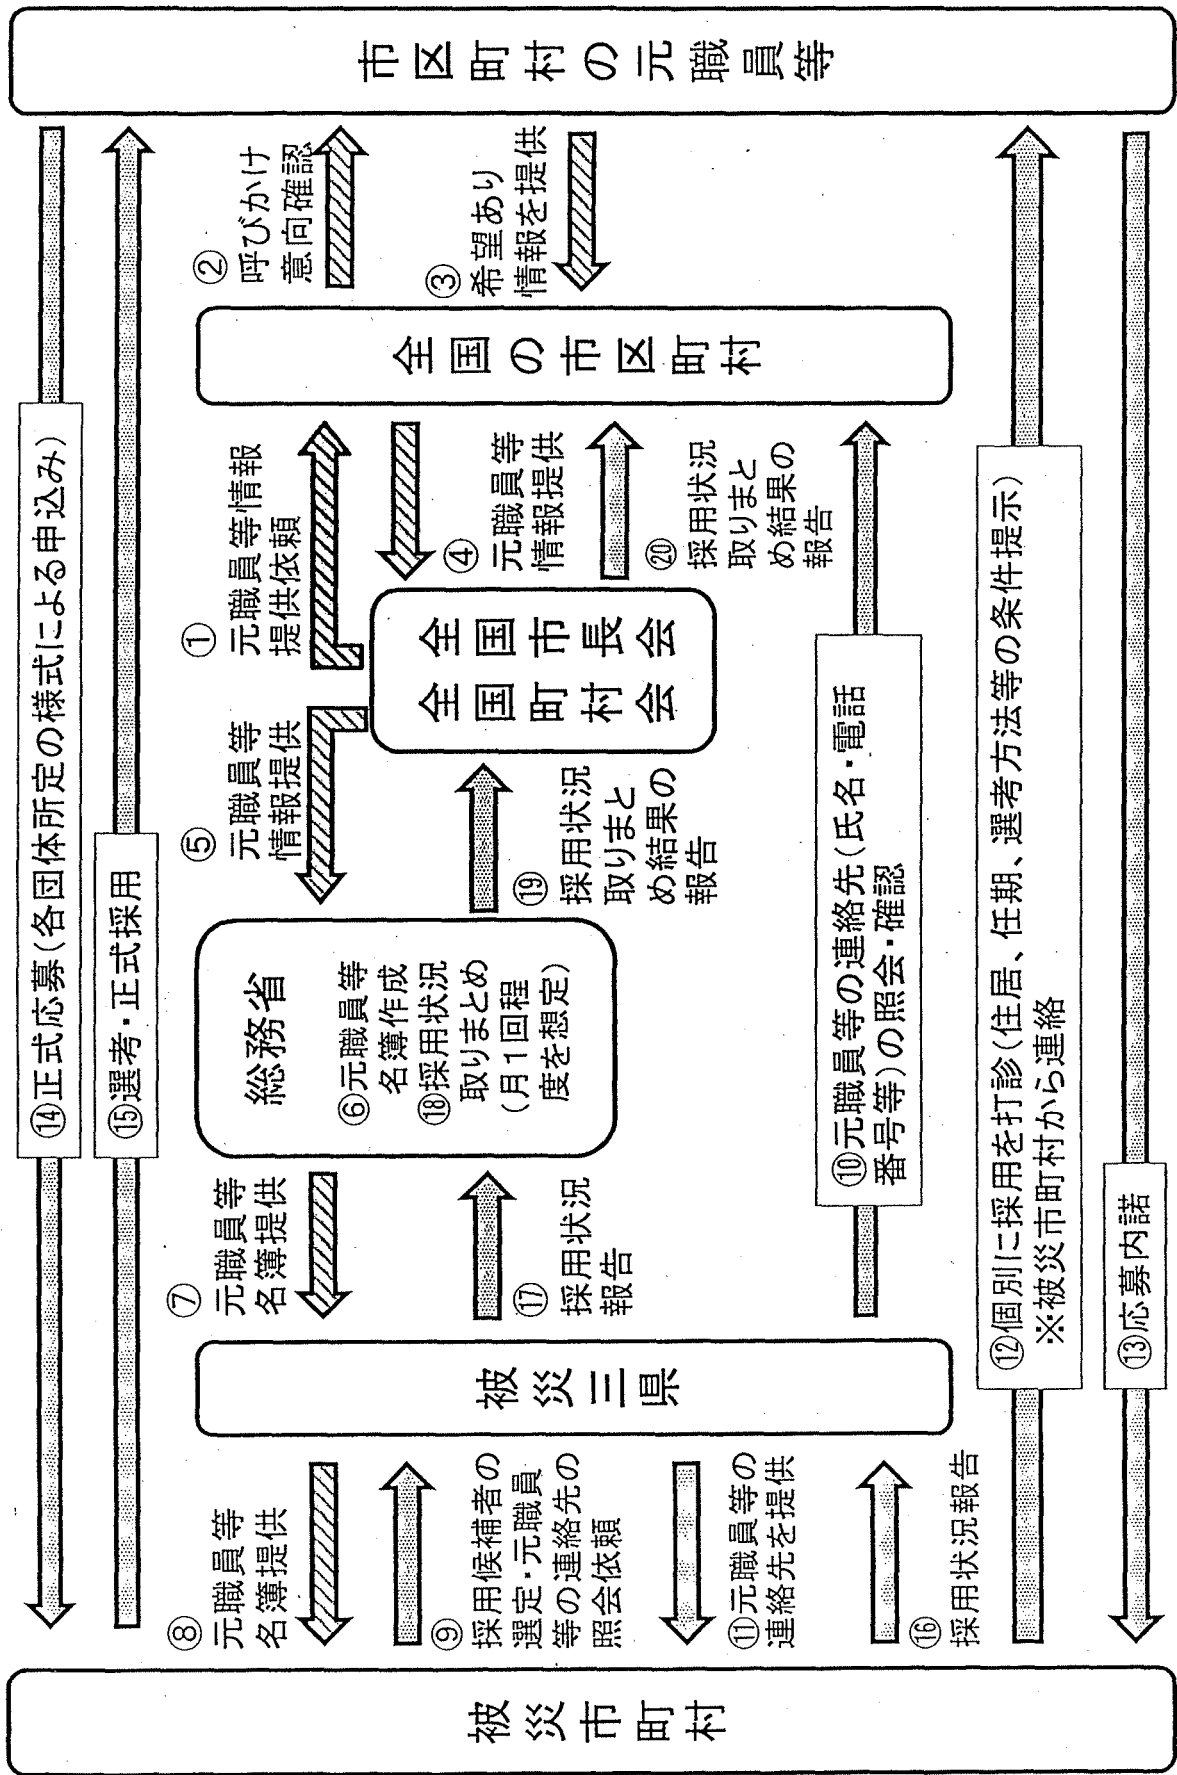 ⑭正式応募(各団体所定の様式による申込み)
⑮選考・正式採用
被災市町村
⑧
元職員等
名簿提供
⑨
採用候補者の
選定・元職員
等の連絡先の
照会依頼
⑪元職員等の
連絡先を提供
⑯
採用状況報告
被災三県
⑦
元職員等
名簿提供
⑰
採用状況
報告
総務省
⑥元職員等
名簿作成
⑱採用状況
取りまとめ
(月1回程
度を想定)
⑤
元職員等
情報提供
⑲
採用状況
取りまと
め結果の
報告
全国市長会
全国町村会
①
元職員等情報
提供依頼
④
元職員等
情報提供
⑳
採用状況
取りまと
め結果の
報告
全国の市区町村
②
呼びかけ
意向確認
③
希望あり
情報を提供
市区町村の元職員等
⑩元職員等の連絡先(氏名・電話
番号等)の照会・確認
⑫個別に採用を打診(住居、任期、選考方法等の条件提示)
※被災市町村から連絡
⑬応募内諾